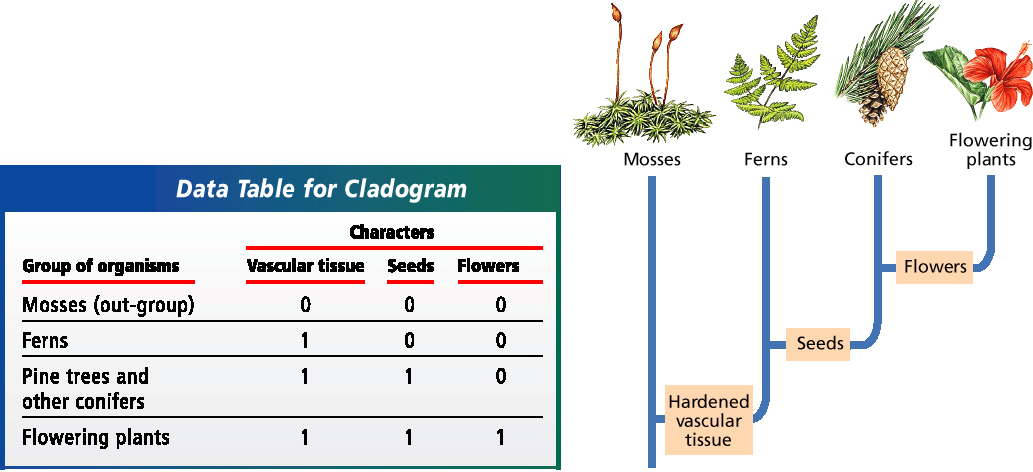 Data Table for Cladogram
Characters
Group of organisms Vascular tissue Seeds Flowers
Mosses (out-group) 0 0 0
Ferns 1 0 0
Pine trees and other conifers 1 1 0
Flowering plants 1 1 1
Mosses
Ferns
Conifers
Flowering
plants
Flowers
Seeds
Hardened
vascular
tissue